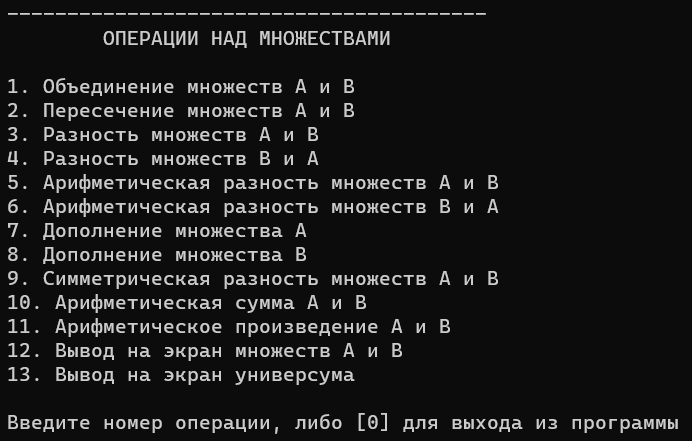 ----------------------------------------
ОПЕРАЦИИ НАД МНОЖЕСТВАМИ
1. Объединение множеств А и В
2. Пересечение множеств А и В
3. Разность множеств А и В
4. Разность множеств В и А
5. Арифметическая разность множеств А и В
6. Арифметическая разность множеств В и А
7. Дополнение множества А
8. Дополнение множества В
9. Симметрическая разность множеств А и В
10. Арифметическая сумма А и В
11. Арифметическое произведение А и В
12. Вывод на экран множеств А и В
13. Вывод на экран универсума
Введите номер операции, либо [0] для выхода из программы